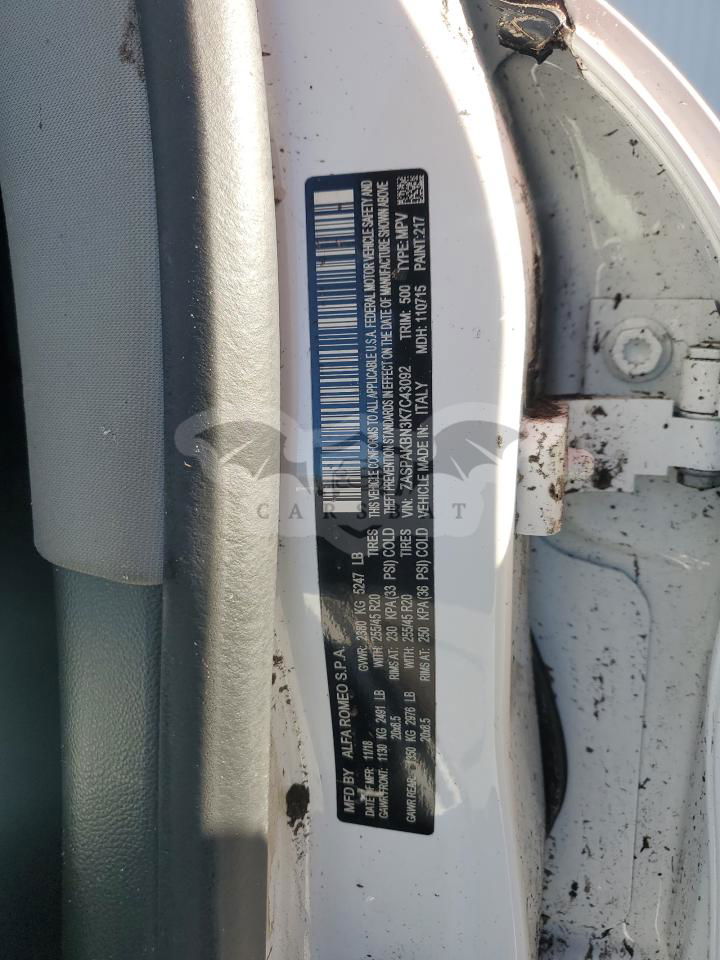 MFD BY ALFA ROMEO S.P.A.
DATE OF MFR: 11/18 GVWR: 2380 KG 5247 LB
GAWR FRONT: 1130 KG 2491 LB WITH: 255/45 R20 TIRES
20x8.5 RIMS AT: 230 KPA (33 PSI) COLD
GAWR REAR: 1350 KG 2976 LB WITH: 255/45 R20 TIRES
20x8.5 RIMS AT: 250 KPA (36 PSI) COLD
THIS VEHICLE CONFORMS TO ALL APPLICABLE U.S.A. FEDERAL MOTOR VEHICLE SAFETY AND
THEFT PREVENTION STANDARDS IN EFFECT ON THE DATE OF MANUFACTURE SHOWN ABOVE
VIN: ZASPAKBN3K7C43092 TRIM: 500 TYPE: MPV
VEHICLE MADE IN: ITALY MDH: 110715 PAINT: 217
CARSBAT